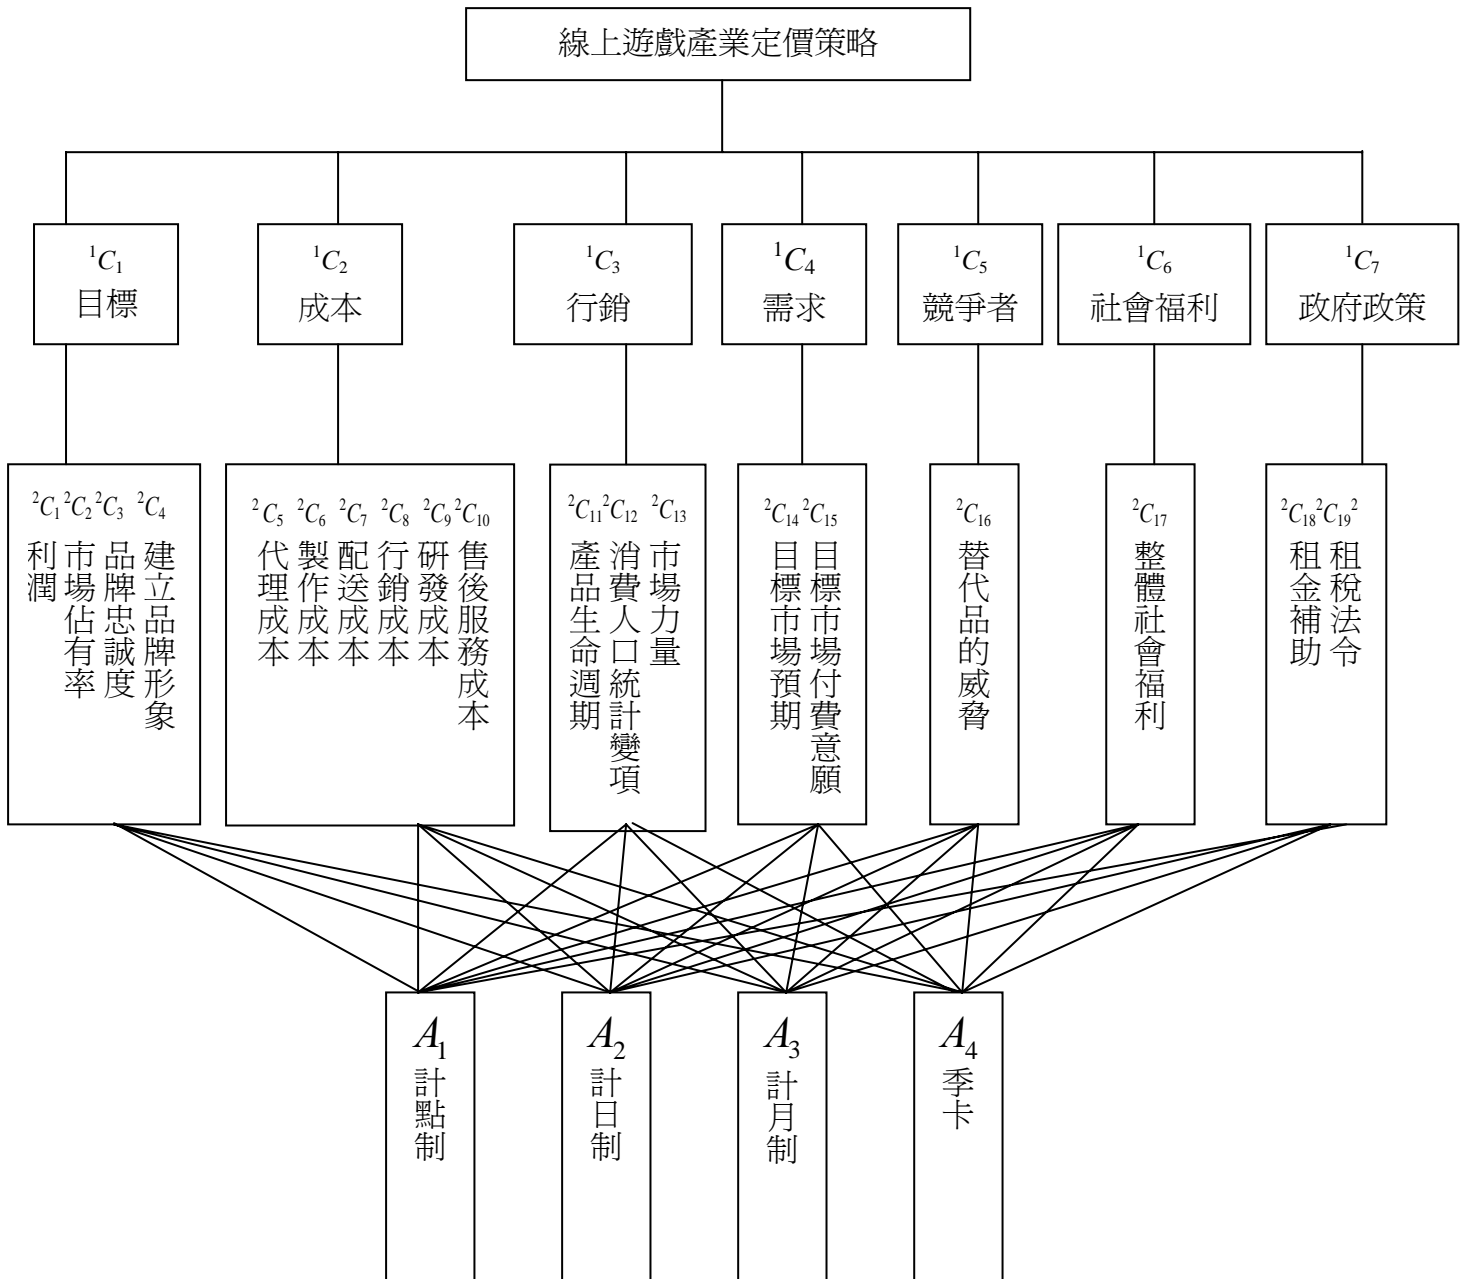 線上遊戲產業定價策略
¹C₁
目標
¹C₂
成本
¹C₃
行銷
¹C₄
需求
¹C₅
競爭者
¹C₆
社會福利
¹C₇
政府政策
²C₁ ²C₂ ²C₃ ²C₄
利潤
市場佔有率
品牌忠誠度
建立品牌形象
²C₅ ²C₆ ²C₇ ²C₈ ²C₉ ²C₁₀
代理成本
製作成本
配送成本
行銷成本
研發成本
售後服務成本
²C₁₁ ²C₁₂ ²C₁₃
產品生命週期
消費人口統計變項
市場力量
²C₁₄ ²C₁₅
目標市場預期
目標市場付費意願
²C₁₆
替代品的威脅
²C₁₇
整體社會福利
²C₁₈ ²C₁₉ ²
租金補助
租稅法令
A₁
計點制
A₂
計日制
A₃
計月制
A₄
季卡